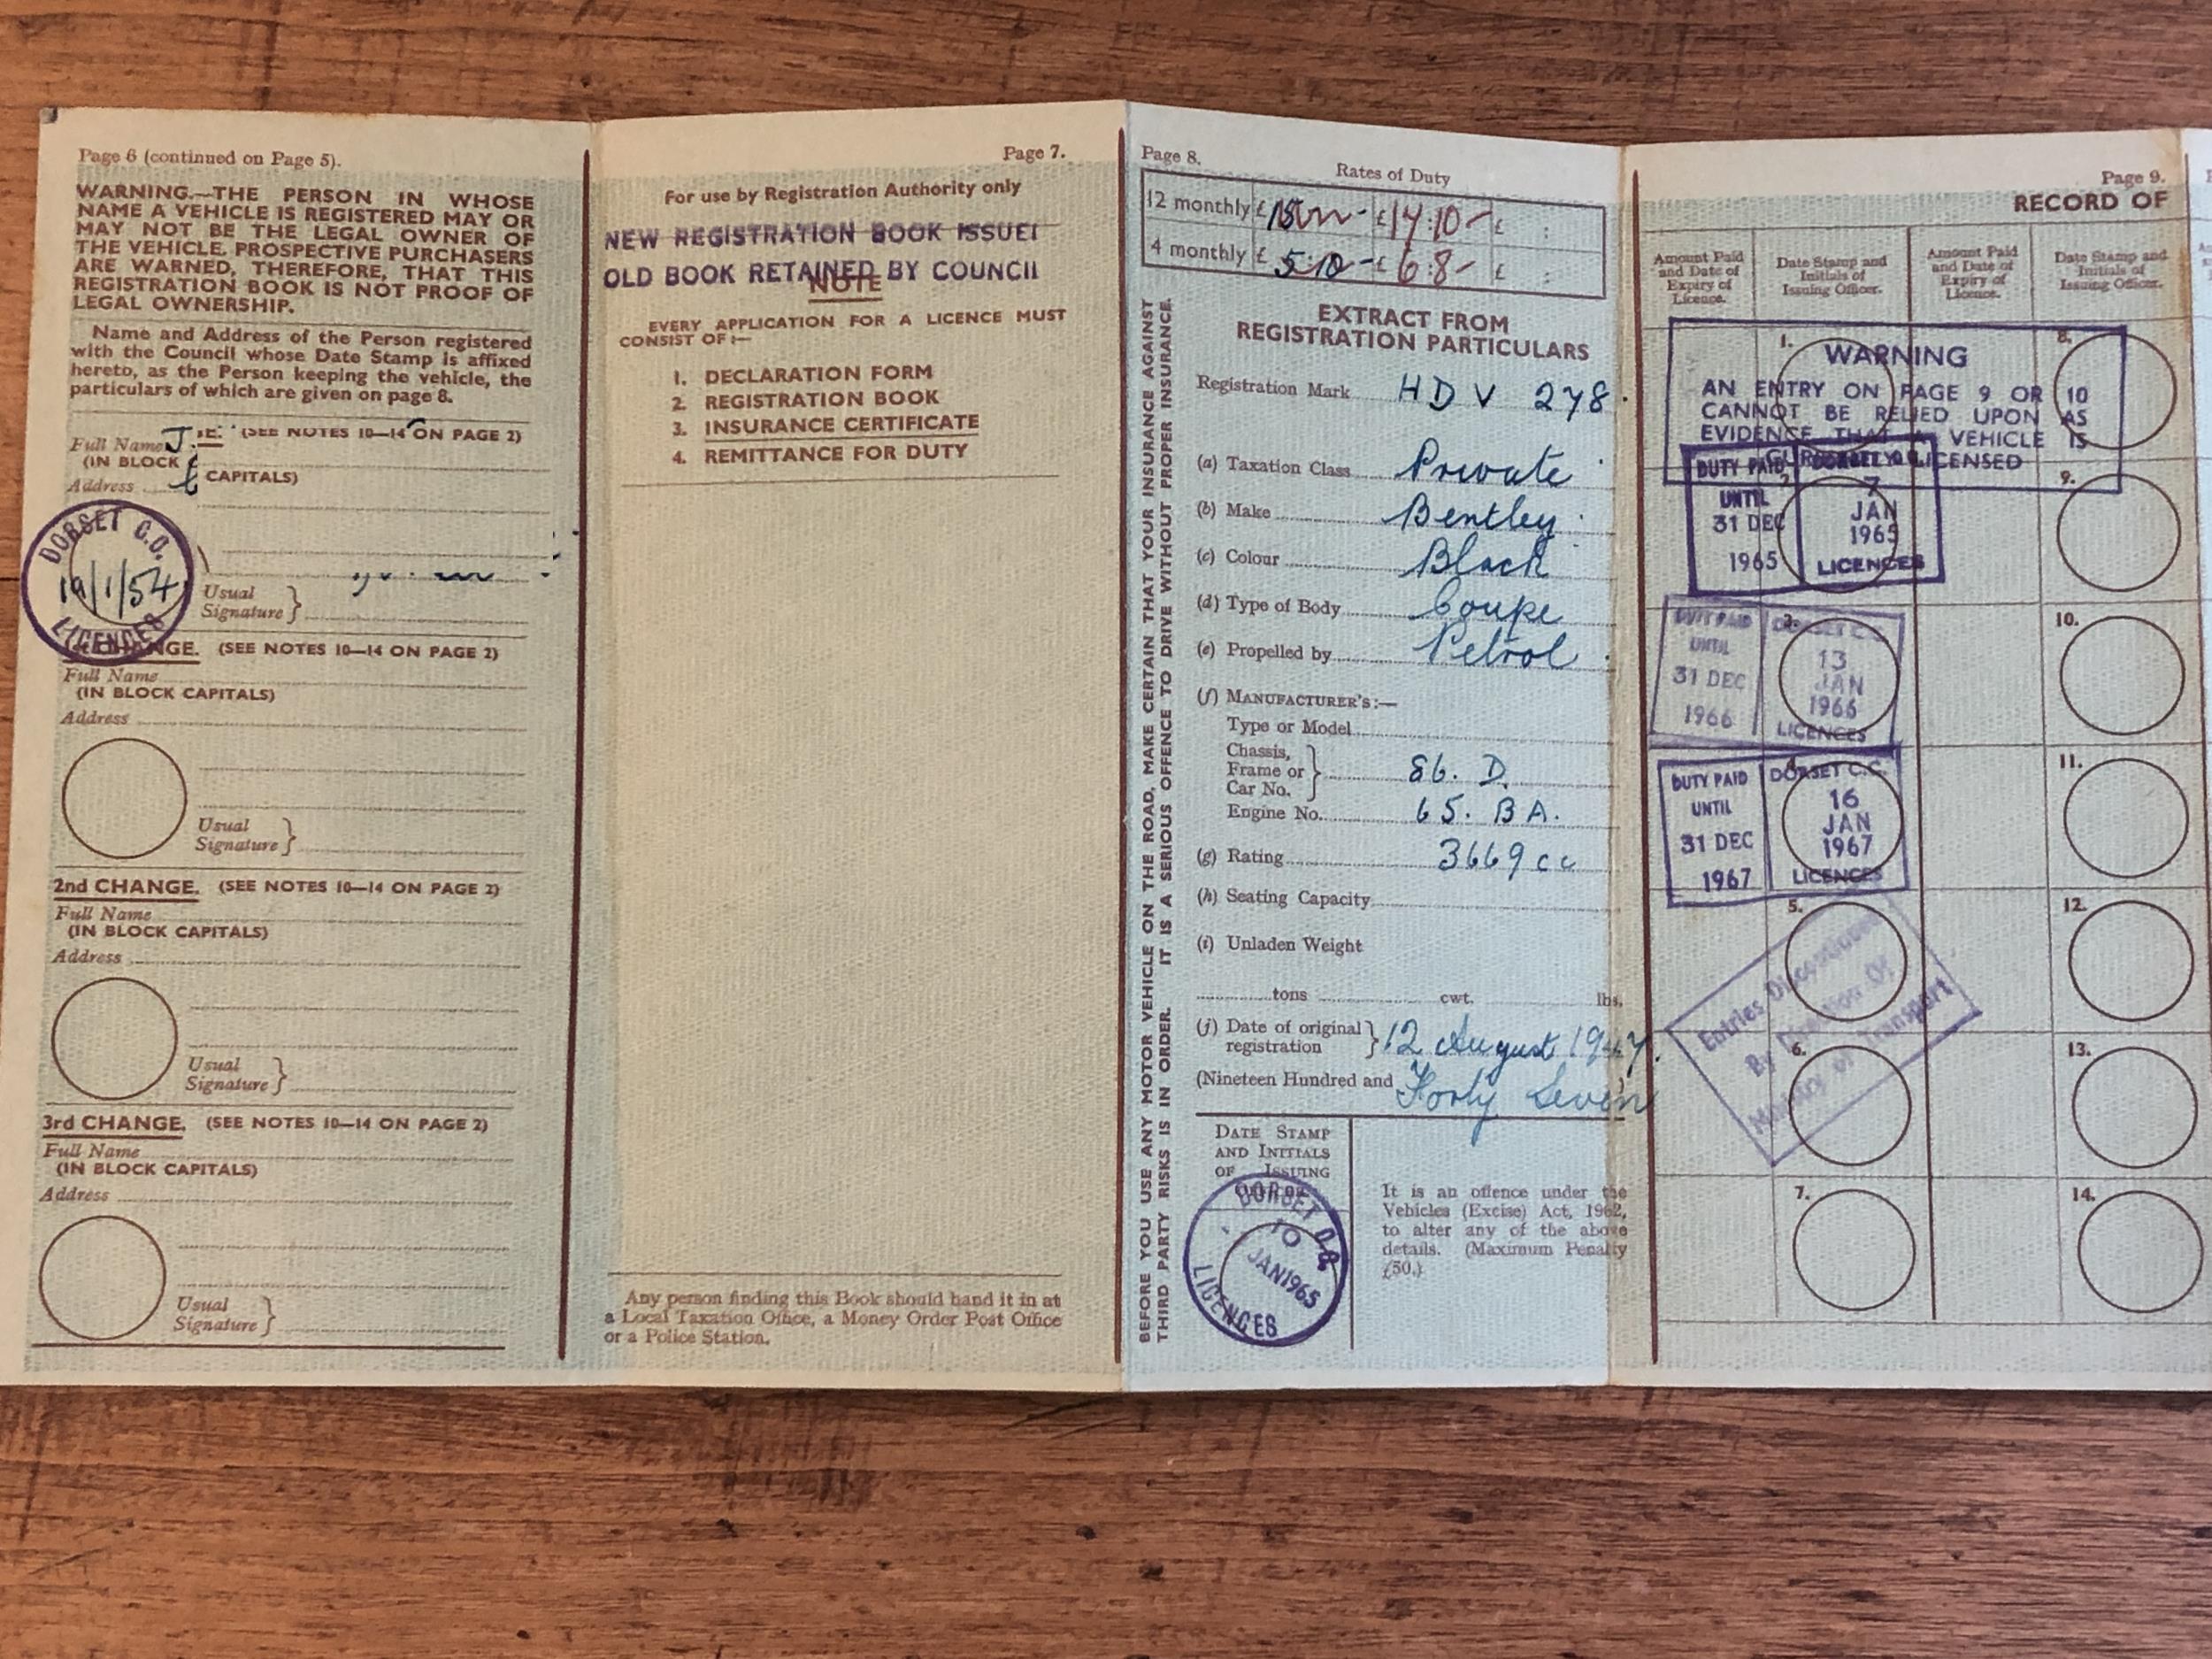 Page 6 (continued on Page 5).
WARNING.—THE PERSON IN WHOSE
NAME A VEHICLE IS REGISTERED MAY OR
MAY NOT BE THE LEGAL OWNER OF
THE VEHICLE. PROSPECTIVE PURCHASERS
ARE WARNED, THEREFORE, THAT THIS
REGISTRATION BOOK IS NOT PROOF OF
LEGAL OWNERSHIP.
Name and Address of the Person registered
with the Council whose Date Stamp is affixed
hereto, as the Person keeping the vehicle, the
particulars of which are given on page 8.
(SEE NOTES 10—14 ON PAGE 2)
Full Name J.
(IN BLOCK CAPITALS)
Address
DORSET C.C.
19/1/54
LICENCES
Usual
Signature
CHANGE. (SEE NOTES 10—14 ON PAGE 2)
Full Name
(IN BLOCK CAPITALS)
Address
Usual
Signature
2nd CHANGE. (SEE NOTES 10—14 ON PAGE 2)
Full Name
(IN BLOCK CAPITALS)
Address
Usual
Signature
3rd CHANGE. (SEE NOTES 10—14 ON PAGE 2)
Full Name
(IN BLOCK CAPITALS)
Address
Usual
Signature
Page 7.
For use by Registration Authority only
NEW REGISTRATION BOOK ISSUE
OLD BOOK RETAINED BY COUNCIL
NOTE
EVERY APPLICATION FOR A LICENCE MUST
CONSIST OF:—
1. DECLARATION FORM
2. REGISTRATION BOOK
3. INSURANCE CERTIFICATE
4. REMITTANCE FOR DUTY
Any person finding this Book should hand it in at
a Local Taxation Office, a Money Order Post Office
or a Police Station.
BEFORE YOU USE ANY MOTOR VEHICLE ON THE ROAD, MAKE CERTAIN THAT YOUR INSURANCE AGAINST
THIRD PARTY RISKS IS IN ORDER. IT IS A SERIOUS OFFENCE TO DRIVE WITHOUT PROPER INSURANCE.
Page 8.
Rates of Duty
12 monthly £ 15 £17:10- £ :
4 monthly £ 5:10- £ 6:8- £ :
EXTRACT FROM
REGISTRATION PARTICULARS
Registration Mark HDV 278.
(a) Taxation Class Private
(b) Make Bentley
(c) Colour Black
(d) Type of Body Coupe
(e) Propelled by Petrol
(f) MANUFACTURER'S:—
Type or Model
Chassis,
Frame or
Car No. 86. D.
Engine No. 65. BA.
(g) Rating 3669cc
(h) Seating Capacity
(i) Unladen Weight
tons cwt. lbs.
(j) Date of original
registration 12 August 1947.
(Nineteen Hundred and Forty Seven
DATE STAMP
AND INITIALS
OF ISSUING
DORSET
10
JAN 1965
LICENCES
It is an offence under the
Vehicles (Excise) Act, 1962,
to alter any of the above
details. (Maximum Penalty
£50.)
Page 9.
RECORD OF
Amount Paid
and Date of
Expiry of
Licence.
Date Stamp and
Initials of
Issuing Officer.
Amount Paid
and Date of
Expiry of
Licence.
Date Stamp and
Initials of
Issuing Officer.
1.
8.
WARNING
AN ENTRY ON PAGE 9 OR 10
CANNOT BE RELIED UPON AS
EVIDENCE THAT A VEHICLE IS
CURRENTLY LICENSED
DUTY PAID
UNTIL
31 DEC
1965
7
JAN
1965
LICENCES
9.
DUTY PAID
UNTIL
31 DEC
1966
3.
DORSET C.C.
13
JAN
1966
LICENCES
10.
DUTY PAID
UNTIL
31 DEC
1967
DORSET C.C.
16
JAN
1967
LICENCES
11.
5.
12.
Entries Discontinued
By Direction Of
Ministry of Transport
6.
13.
7.
14.